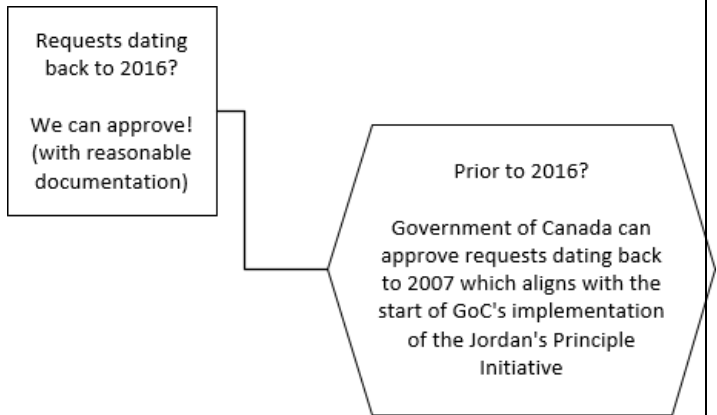 Requests dating
back to 2016?
We can approve!
(with reasonable
documentation)
Prior to 2016?
Government of Canada can
approve requests dating back
to 2007 which aligns with the
start of GoC's implementation
of the Jordan's Principle
Initiative